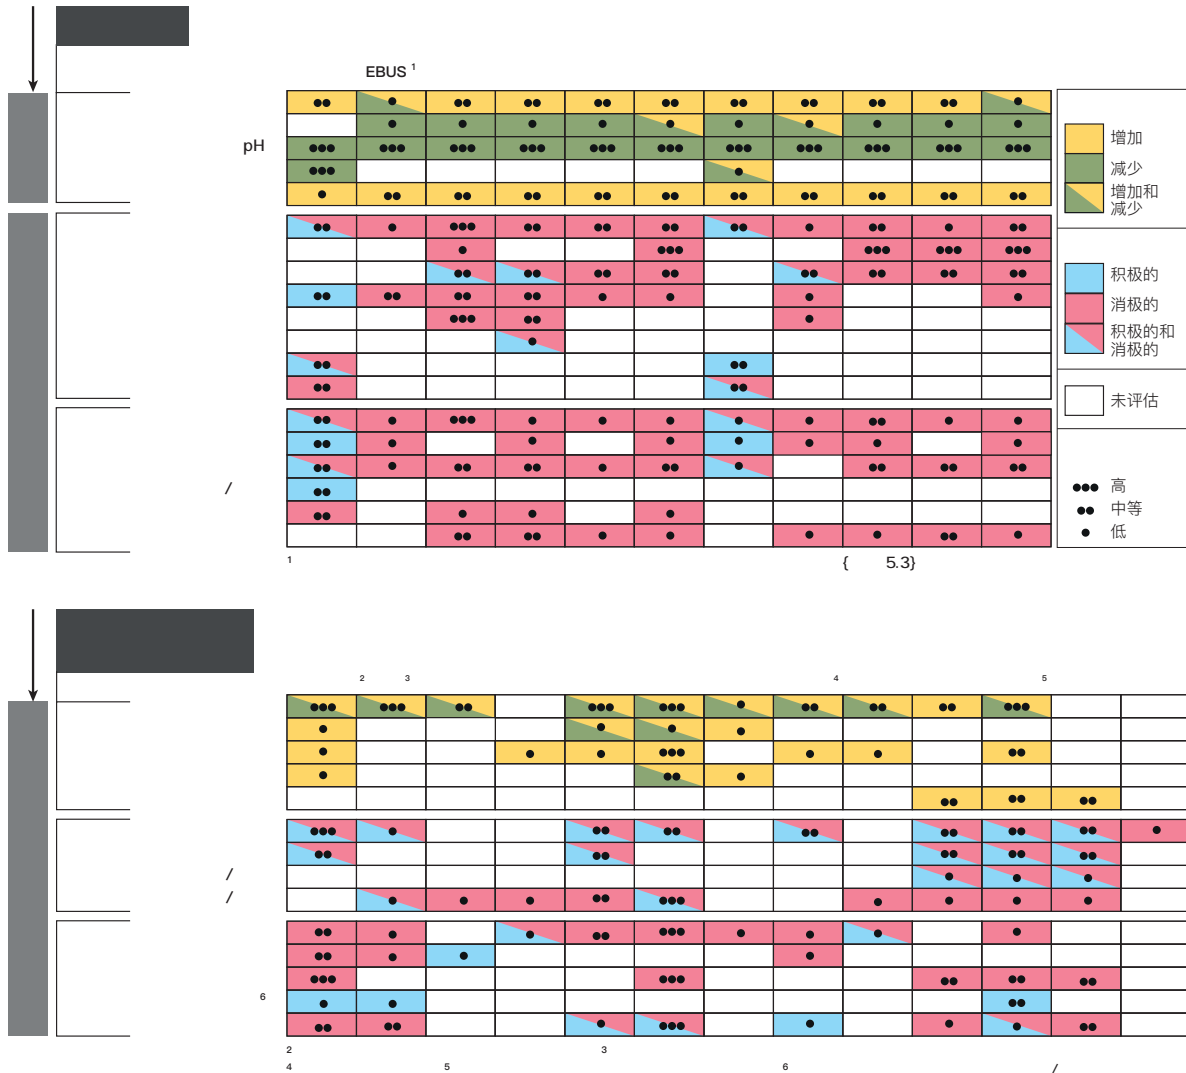 EBUS 1
pH
增加
减少
增加和
减少
积极的
消极的
积极的和
消极的
未评估
/
高
中等
低
1
{ 5.3}
2 3 4 5
/
/
6
2 3
4 5 6 /